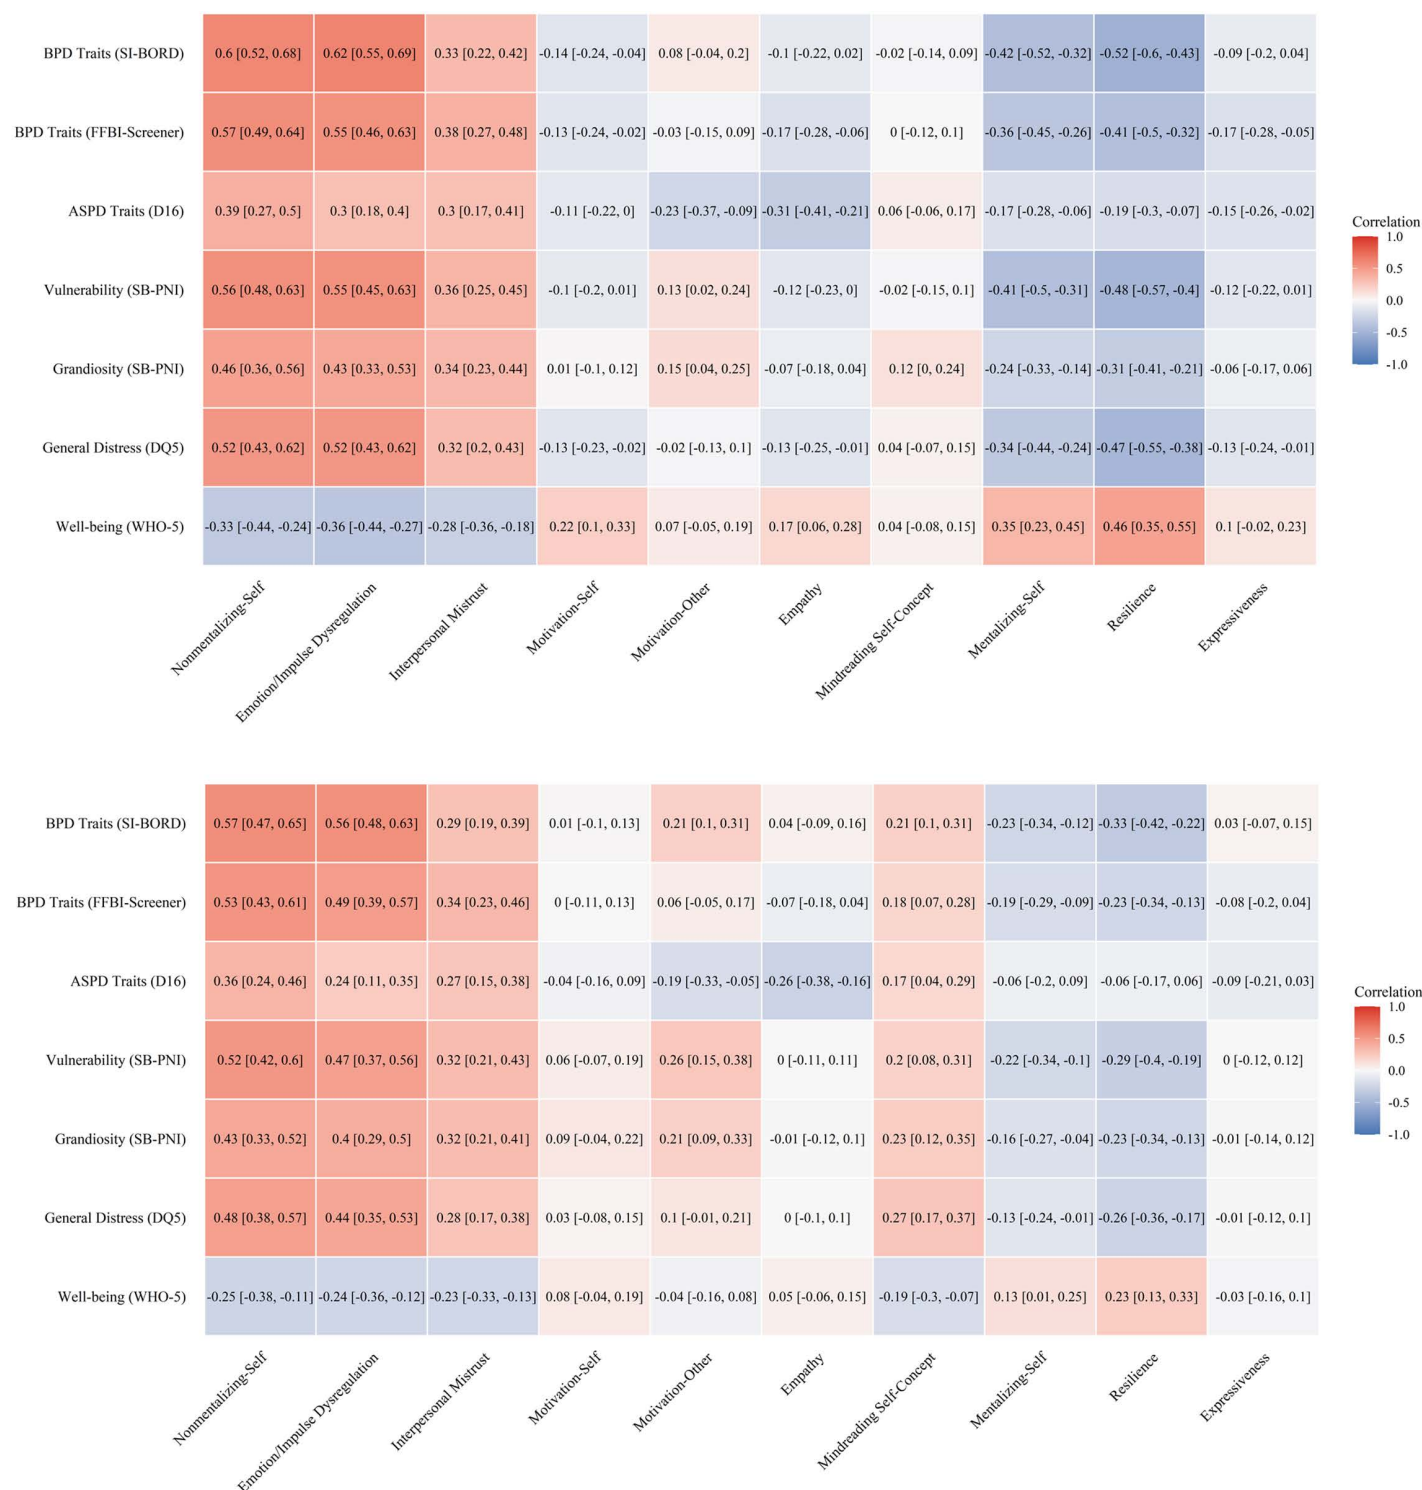 BPD Traits (SI-BORD) 0.6 [0.52, 0.68] 0.62 [0.55, 0.69] 0.33 [0.22, 0.42] -0.14 [-0.24, -0.04] 0.08 [-0.04, 0.2] -0.1 [-0.22, 0.02] -0.02 [-0.14, 0.09] -0.42 [-0.52, -0.32] -0.52 [-0.6, -0.43] -0.09 [-0.2, 0.04]
BPD Traits (FFBI-Screener) 0.57 [0.49, 0.64] 0.55 [0.46, 0.63] 0.38 [0.27, 0.48] -0.13 [-0.24, -0.02] -0.03 [-0.15, 0.09] -0.17 [-0.28, -0.06] 0 [-0.12, 0.1] -0.36 [-0.45, -0.26] -0.41 [-0.5, -0.32] -0.17 [-0.28, -0.05]
ASPD Traits (D16) 0.39 [0.27, 0.5] 0.3 [0.18, 0.4] 0.3 [0.17, 0.41] -0.11 [-0.22, 0] -0.23 [-0.37, -0.09] -0.31 [-0.41, -0.21] 0.06 [-0.06, 0.17] -0.17 [-0.28, -0.06] -0.19 [-0.3, -0.07] -0.15 [-0.26, -0.02]
Vulnerability (SB-PNI) 0.56 [0.48, 0.63] 0.55 [0.45, 0.63] 0.36 [0.25, 0.45] -0.1 [-0.2, 0.01] 0.13 [0.02, 0.24] -0.12 [-0.23, 0] -0.02 [-0.15, 0.1] -0.41 [-0.5, -0.31] -0.48 [-0.57, -0.4] -0.12 [-0.22, 0.01]
Grandiosity (SB-PNI) 0.46 [0.36, 0.56] 0.43 [0.33, 0.53] 0.34 [0.23, 0.44] 0.01 [-0.1, 0.12] 0.15 [0.04, 0.25] -0.07 [-0.18, 0.04] 0.12 [0, 0.24] -0.24 [-0.33, -0.14] -0.31 [-0.41, -0.21] -0.06 [-0.17, 0.06]
General Distress (DQ5) 0.52 [0.43, 0.62] 0.52 [0.43, 0.62] 0.32 [0.2, 0.43] -0.13 [-0.23, -0.02] -0.02 [-0.13, 0.1] -0.13 [-0.25, -0.01] 0.04 [-0.07, 0.15] -0.34 [-0.44, -0.24] -0.47 [-0.55, -0.38] -0.13 [-0.24, -0.01]
Well-being (WHO-5) -0.33 [-0.44, -0.24] -0.36 [-0.44, -0.27] -0.28 [-0.36, -0.18] 0.22 [0.1, 0.33] 0.07 [-0.05, 0.19] 0.17 [0.06, 0.28] 0.04 [-0.08, 0.15] 0.35 [0.23, 0.45] 0.46 [0.35, 0.55] 0.1 [-0.02, 0.23]
Nonmentalizing-Self
Emotion/Impulse Dysregulation
Interpersonal Mistrust
Motivation-Self
Motivation-Other
Empathy
Mindreading Self-Concept
Mentalizing-Self
Resilience
Expressiveness
Correlation
1.0
0.5
0.0
-0.5
-1.0
BPD Traits (SI-BORD) 0.57 [0.47, 0.65] 0.56 [0.48, 0.63] 0.29 [0.19, 0.39] 0.01 [-0.1, 0.13] 0.21 [0.1, 0.31] 0.04 [-0.09, 0.16] 0.21 [0.1, 0.31] -0.23 [-0.34, -0.12] -0.33 [-0.42, -0.22] 0.03 [-0.07, 0.15]
BPD Traits (FFBI-Screener) 0.53 [0.43, 0.61] 0.49 [0.39, 0.57] 0.34 [0.23, 0.46] 0 [-0.11, 0.13] 0.06 [-0.05, 0.17] -0.07 [-0.18, 0.04] 0.18 [0.07, 0.28] -0.19 [-0.29, -0.09] -0.23 [-0.34, -0.13] -0.08 [-0.2, 0.04]
ASPD Traits (D16) 0.36 [0.24, 0.46] 0.24 [0.11, 0.35] 0.27 [0.15, 0.38] -0.04 [-0.16, 0.09] -0.19 [-0.33, -0.05] -0.26 [-0.38, -0.16] 0.17 [0.04, 0.29] -0.06 [-0.2, 0.09] -0.06 [-0.17, 0.06] -0.09 [-0.21, 0.03]
Vulnerability (SB-PNI) 0.52 [0.42, 0.6] 0.47 [0.37, 0.56] 0.32 [0.21, 0.43] 0.06 [-0.07, 0.19] 0.26 [0.15, 0.38] 0 [-0.11, 0.11] 0.2 [0.08, 0.31] -0.22 [-0.34, -0.1] -0.29 [-0.4, -0.19] 0 [-0.12, 0.12]
Grandiosity (SB-PNI) 0.43 [0.33, 0.52] 0.4 [0.29, 0.5] 0.32 [0.21, 0.41] 0.09 [-0.04, 0.22] 0.21 [0.09, 0.33] -0.01 [-0.12, 0.1] 0.23 [0.12, 0.35] -0.16 [-0.27, -0.04] -0.23 [-0.34, -0.13] -0.01 [-0.14, 0.12]
General Distress (DQ5) 0.48 [0.38, 0.57] 0.44 [0.35, 0.53] 0.28 [0.17, 0.38] 0.03 [-0.08, 0.15] 0.1 [-0.01, 0.21] 0 [-0.1, 0.1] 0.27 [0.17, 0.37] -0.13 [-0.24, -0.01] -0.26 [-0.36, -0.17] -0.01 [-0.12, 0.1]
Well-being (WHO-5) -0.25 [-0.38, -0.11] -0.24 [-0.36, -0.12] -0.23 [-0.33, -0.13] 0.08 [-0.04, 0.19] -0.04 [-0.16, 0.08] 0.05 [-0.06, 0.15] -0.19 [-0.3, -0.07] 0.13 [0.01, 0.25] 0.23 [0.13, 0.33] -0.03 [-0.16, 0.1]
Nonmentalizing-Self
Emotion/Impulse Dysregulation
Interpersonal Mistrust
Motivation-Self
Motivation-Other
Empathy
Mindreading Self-Concept
Mentalizing-Self
Resilience
Expressiveness
Correlation
1.0
0.5
0.0
-0.5
-1.0